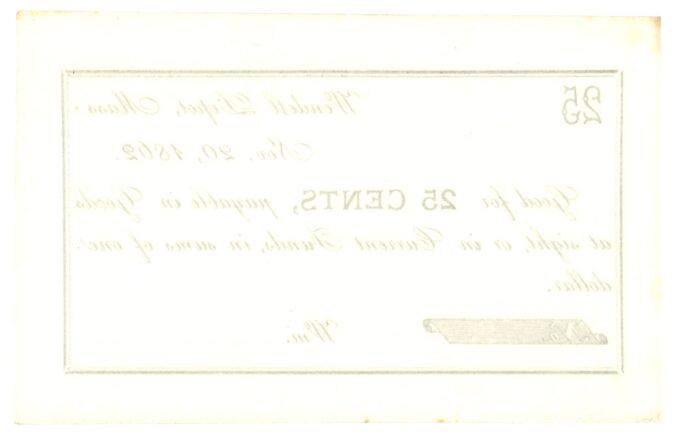 25
Wendell Depot, Mass:
Nov. 20, 1862.
Good for 25 CENTS, payable in Goods
at sight, or in Current Funds, in sums of one
dollar.
No. Wm.